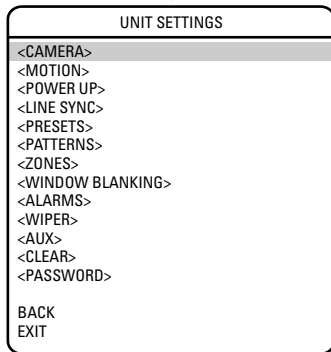 UNIT SETTINGS
<CAMERA>
<MOTION>
<POWER UP>
<LINE SYNC>
<PRESETS>
<PATTERNS>
<ZONES>
<WINDOW BLANKING>
<ALARMS>
<WIPER>
<AUX>
<CLEAR>
<PASSWORD>
BACK
EXIT